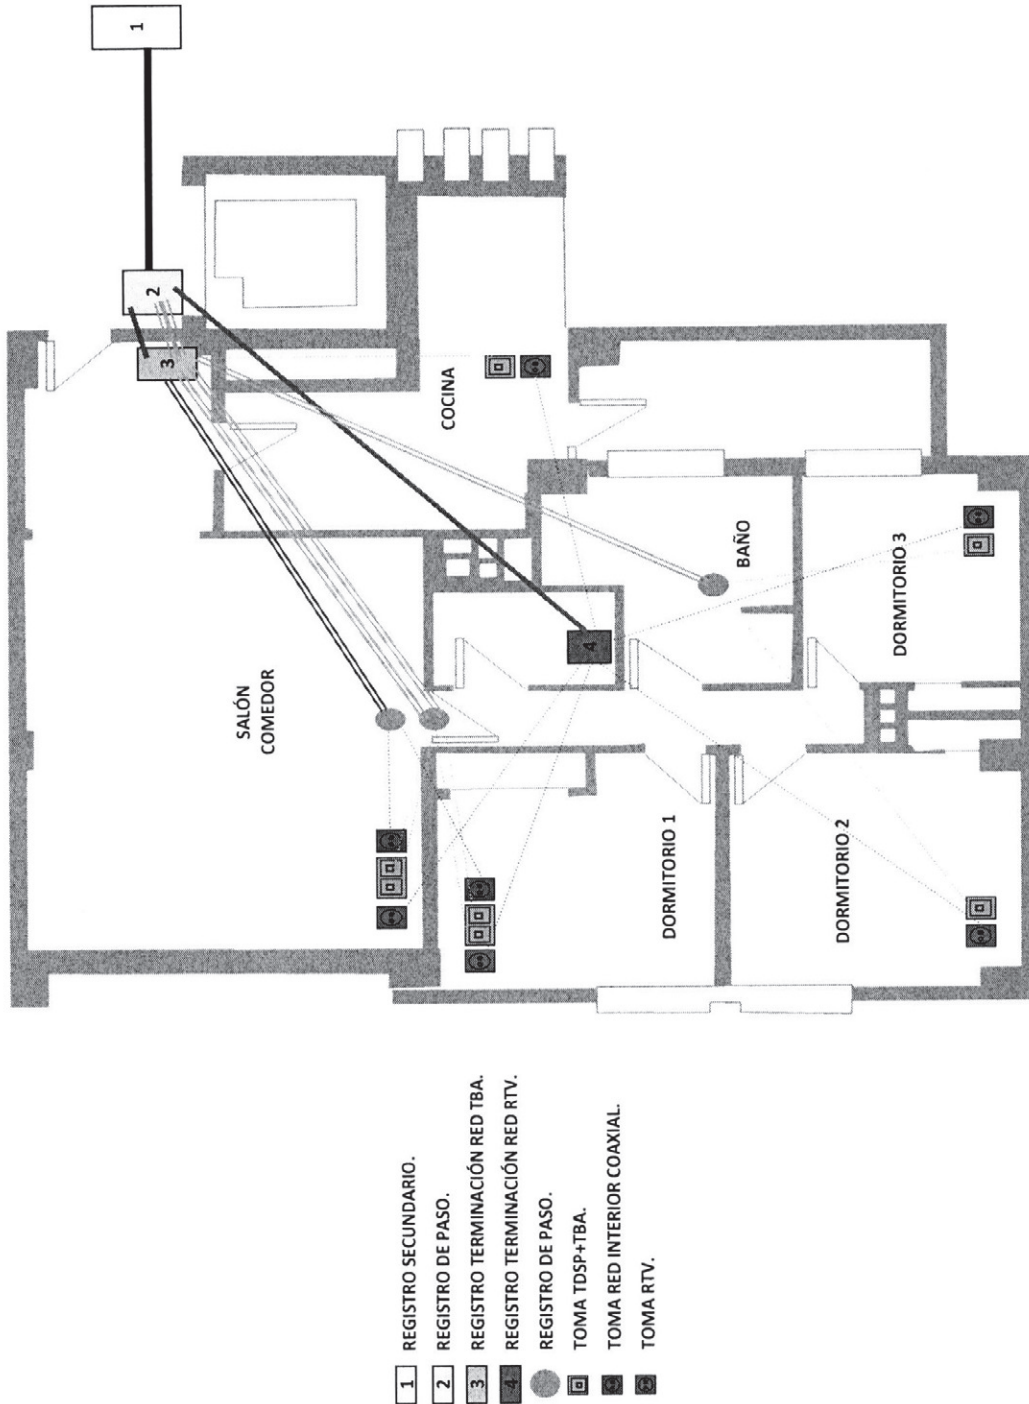 1
2
3
SALÓN
COMEDOR
COCINA
4
BAÑO
DORMITORIO 3
DORMITORIO 1
DORMITORIO 2
1 REGISTRO SECUNDARIO.
2 REGISTRO DE PASO.
3 REGISTRO TERMINACIÓN RED TBA.
4 REGISTRO TERMINACIÓN RED RTV.
REGISTRO DE PASO.
TOMA TDSP+TBA.
TOMA RED INTERIOR COAXIAL.
TOMA RTV.